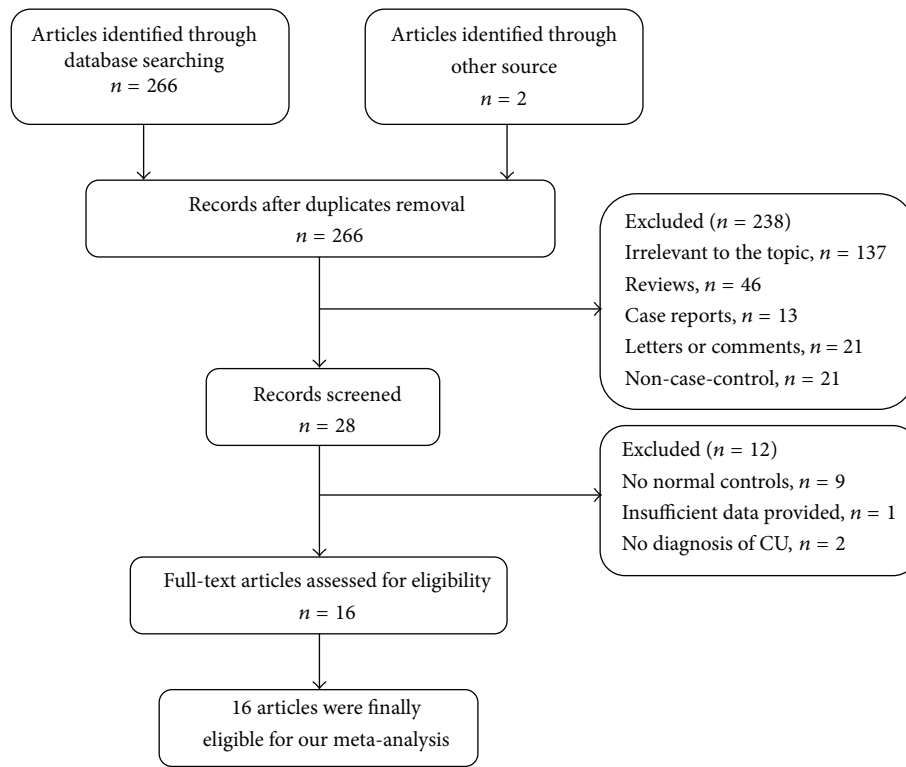 Articles identified through
database searching
n = 266
Articles identified through
other source
n = 2
Records after duplicates removal
n = 266
Excluded (n = 238)
Irrelevant to the topic, n = 137
Reviews, n = 46
Case reports, n = 13
Letters or comments, n = 21
Non-case-control, n = 21
Records screened
n = 28
Excluded (n = 12)
No normal controls, n = 9
Insufficient data provided, n = 1
No diagnosis of CU, n = 2
Full-text articles assessed for eligibility
n = 16
16 articles were finally
eligible for our meta-analysis